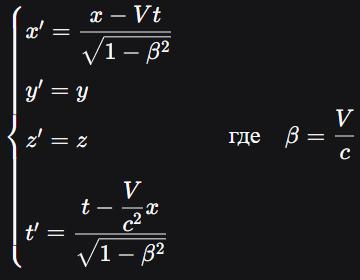 x′ = (x − Vt) / √(1 − β²)
y′ = y
z′ = z
где β = V/c
t′ = (t − (V/c²)x) / √(1 − β²)